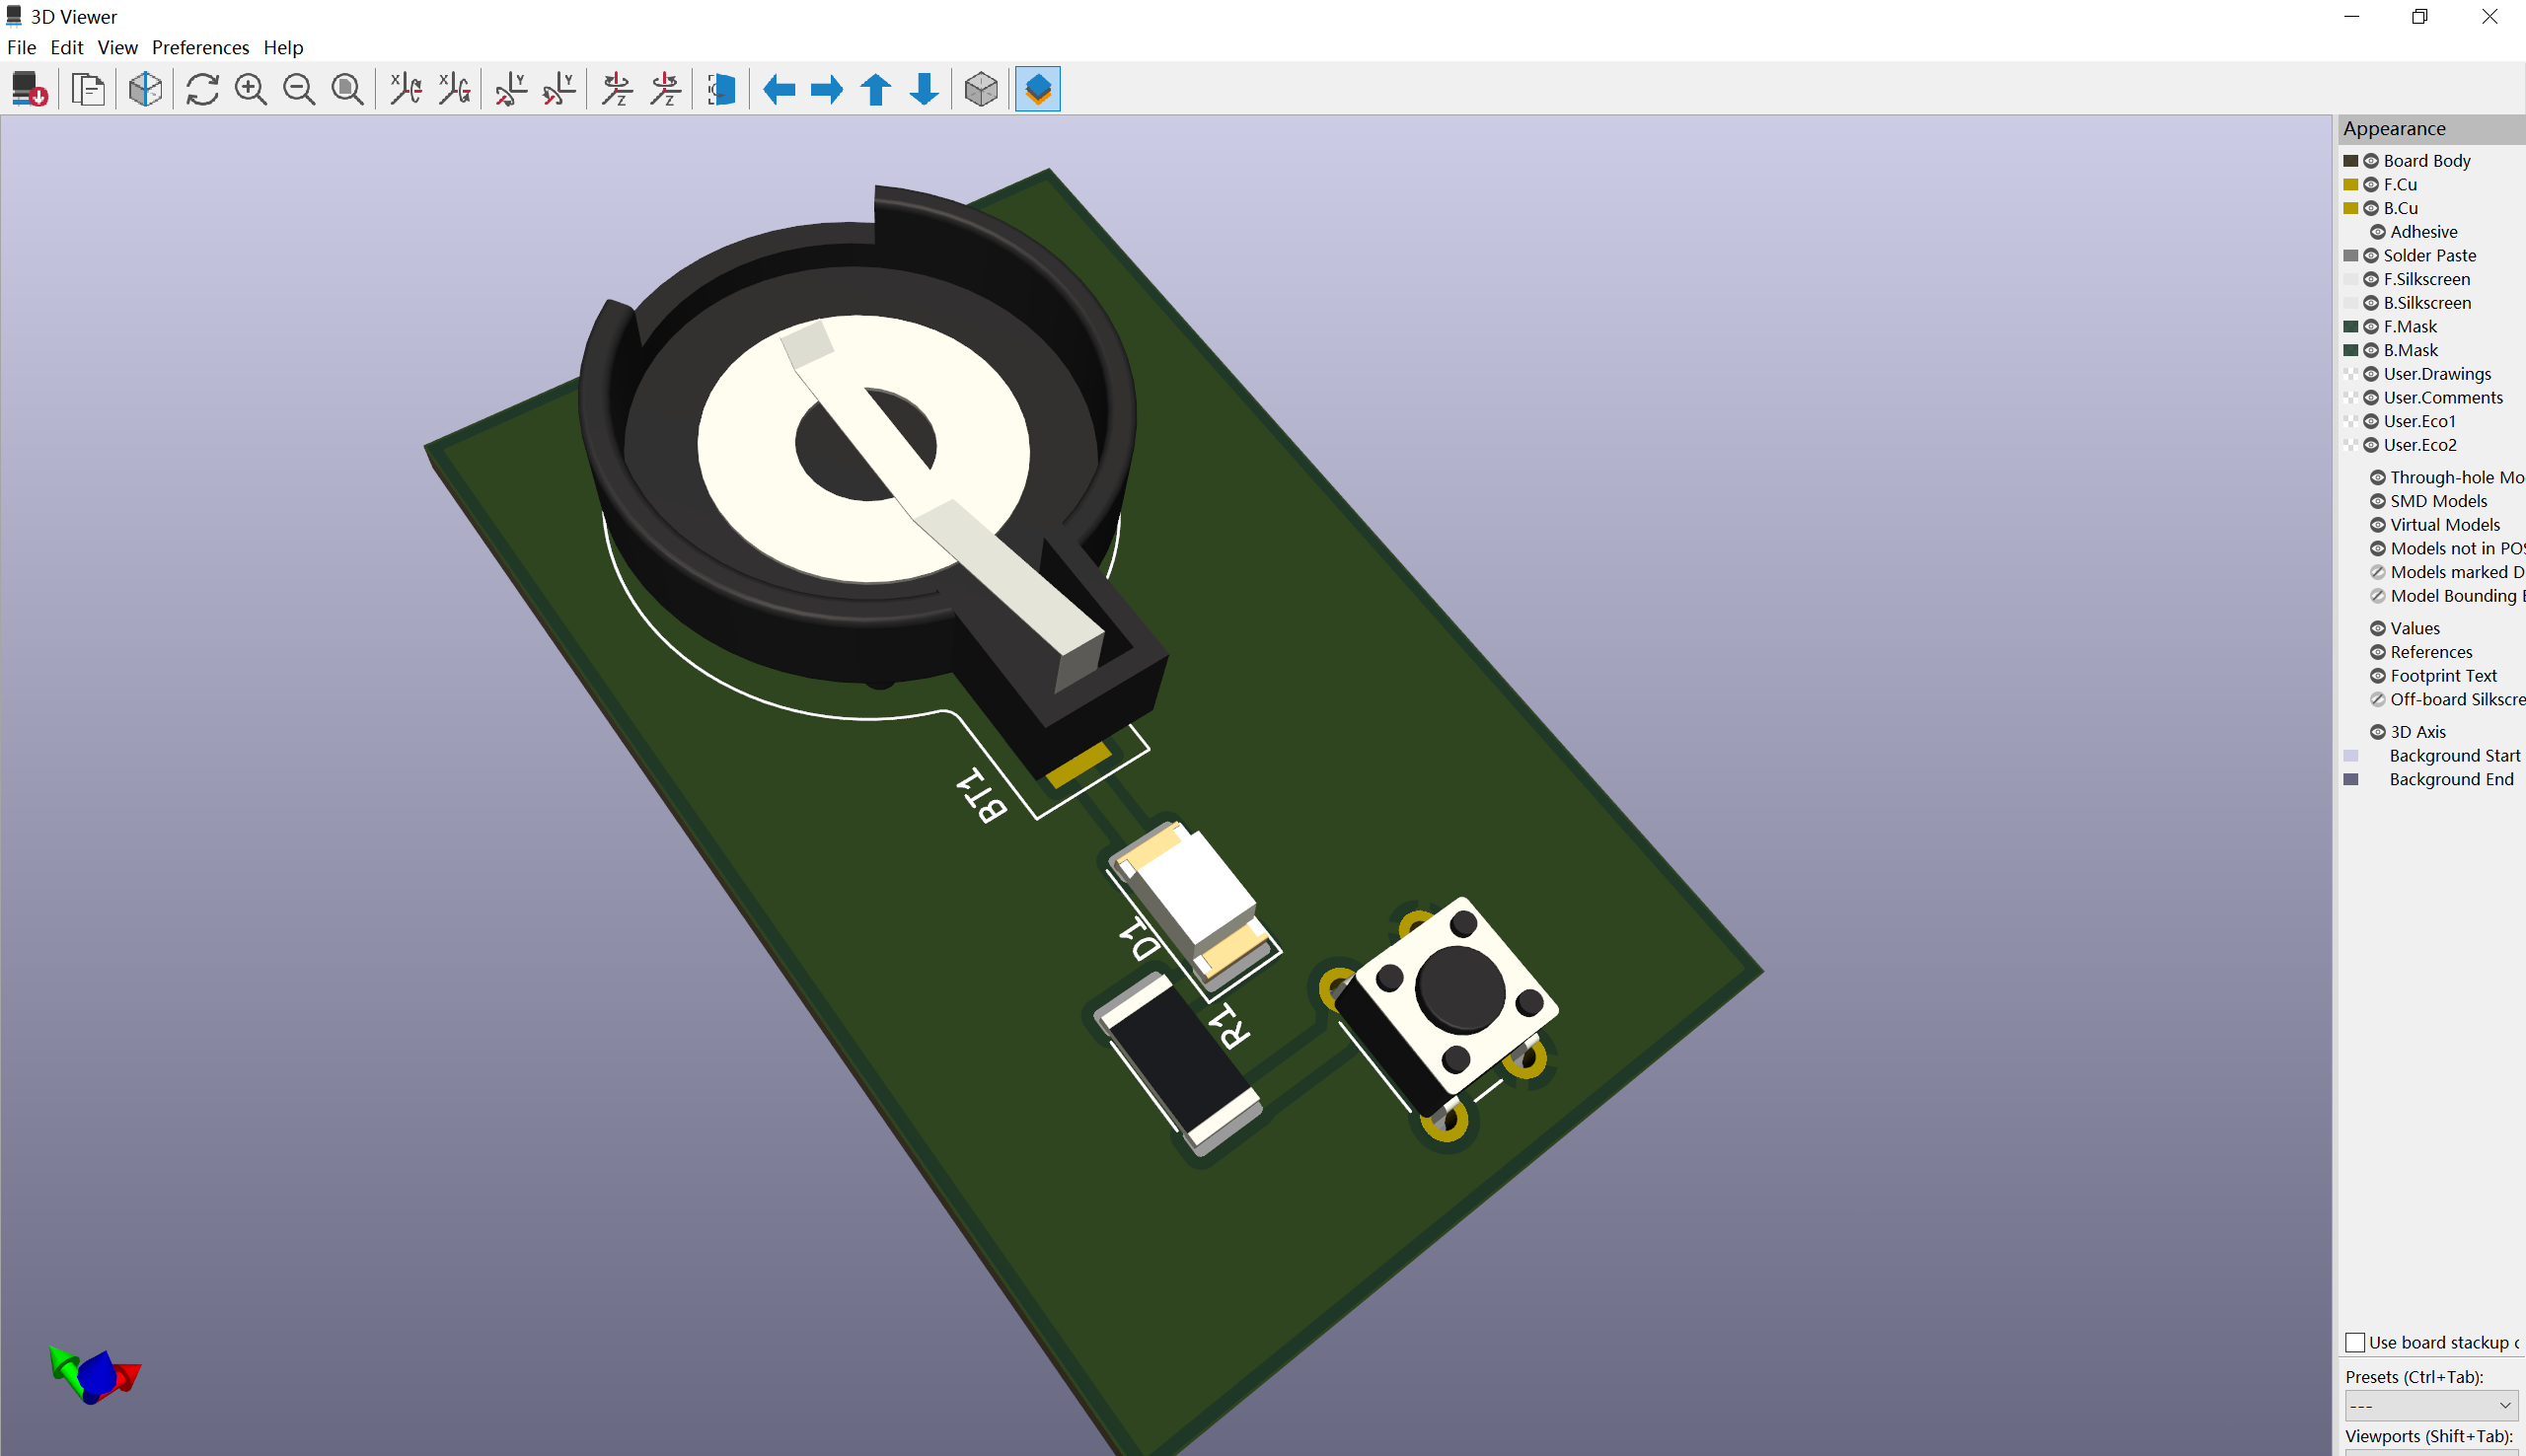 3D Viewer
File Edit View Preferences Help
Appearance
Board Body
F.Cu
B.Cu
Adhesive
Solder Paste
F.Silkscreen
B.Silkscreen
F.Mask
B.Mask
User.Drawings
User.Comments
User.Eco1
User.Eco2
Through-hole Mo
SMD Models
Virtual Models
Models not in POS
Models marked D
Model Bounding B
Values
References
Footprint Text
Off-board Silkscre
3D Axis
Background Start
Background End
BT1
D1
R1
Use board stackup c
Presets (Ctrl+Tab):
---
Viewports (Shift+Tab):